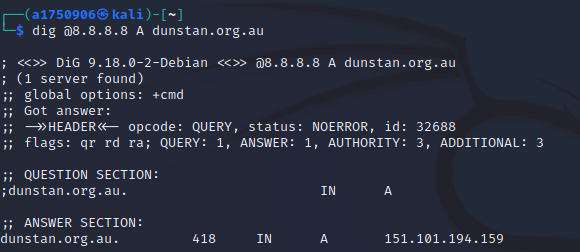 ┌──(a1750906㉿kali)-[~]
└─$ dig @8.8.8.8 A dunstan.org.au

; <<>> DiG 9.18.0-2-Debian <<>> @8.8.8.8 A dunstan.org.au
; (1 server found)
;; global options: +cmd
;; Got answer:
;; ->>HEADER<<- opcode: QUERY, status: NOERROR, id: 32688
;; flags: qr rd ra; QUERY: 1, ANSWER: 1, AUTHORITY: 3, ADDITIONAL: 3

;; QUESTION SECTION:
;dunstan.org.au. IN A

;; ANSWER SECTION:
dunstan.org.au. 418 IN A 151.101.194.159